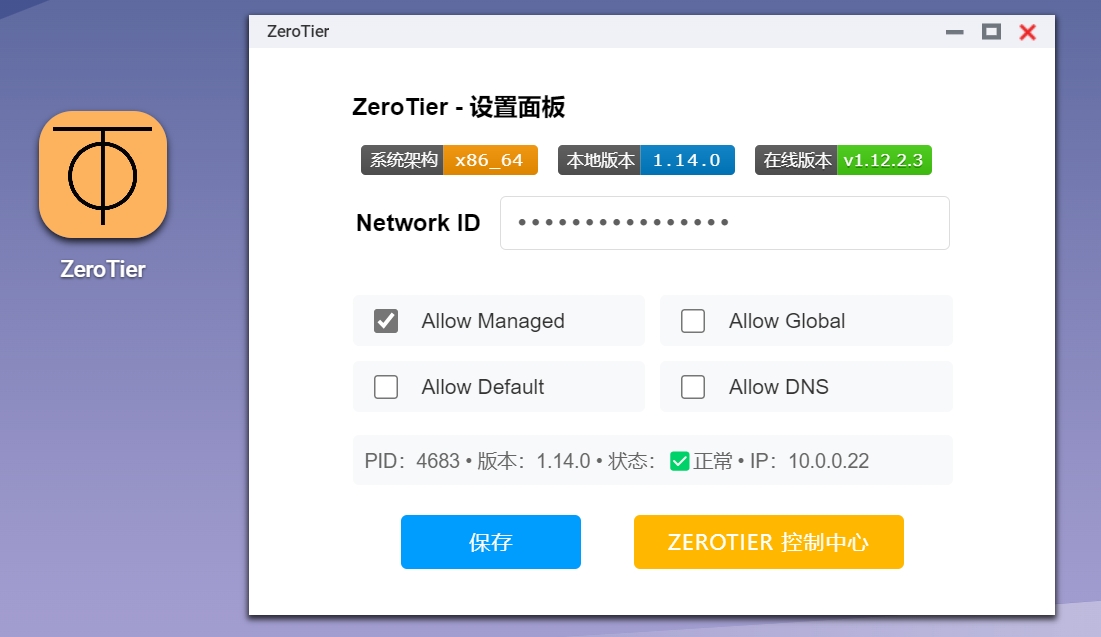 ZeroTier
ZeroTier
ZeroTier - 设置面板
系统架构 x86_64 本地版本 1.14.0 在线版本 v1.12.2.3
Network ID ••••••••••••••••
Allow Managed Allow Global
Allow Default Allow DNS
PID：4683 • 版本：1.14.0 • 状态：✅正常 • IP：10.0.0.22
保存 ZEROTIER 控制中心